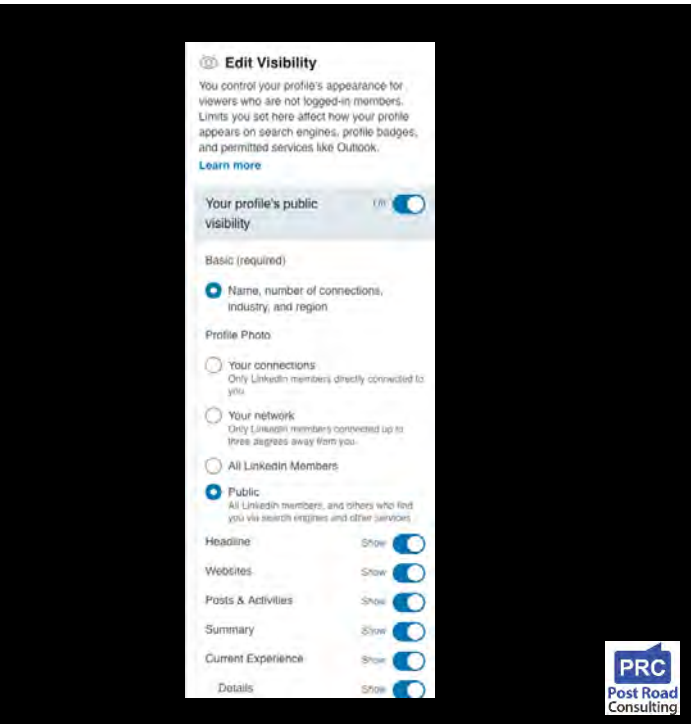 Edit Visibility
You control your profile's appearance for
viewers who are not logged-in members.
Limits you set here affect how your profile
appears on search engines, profile badges,
and permitted services like Outlook.
Learn more
Your profile's public
visibility
On
Basic (required)
Name, number of connections,
industry, and region
Profile Photo
Your connections
Only LinkedIn members directly connected to
you
Your network
Only LinkedIn members connected up to
three degrees away from you
All LinkedIn Members
Public
All LinkedIn members, and others who find
you via search engines and other services
Headline Show
Websites Show
Posts & Activities Show
Summary Show
Current Experience Show
Details Show
PRC
Post Road
Consulting